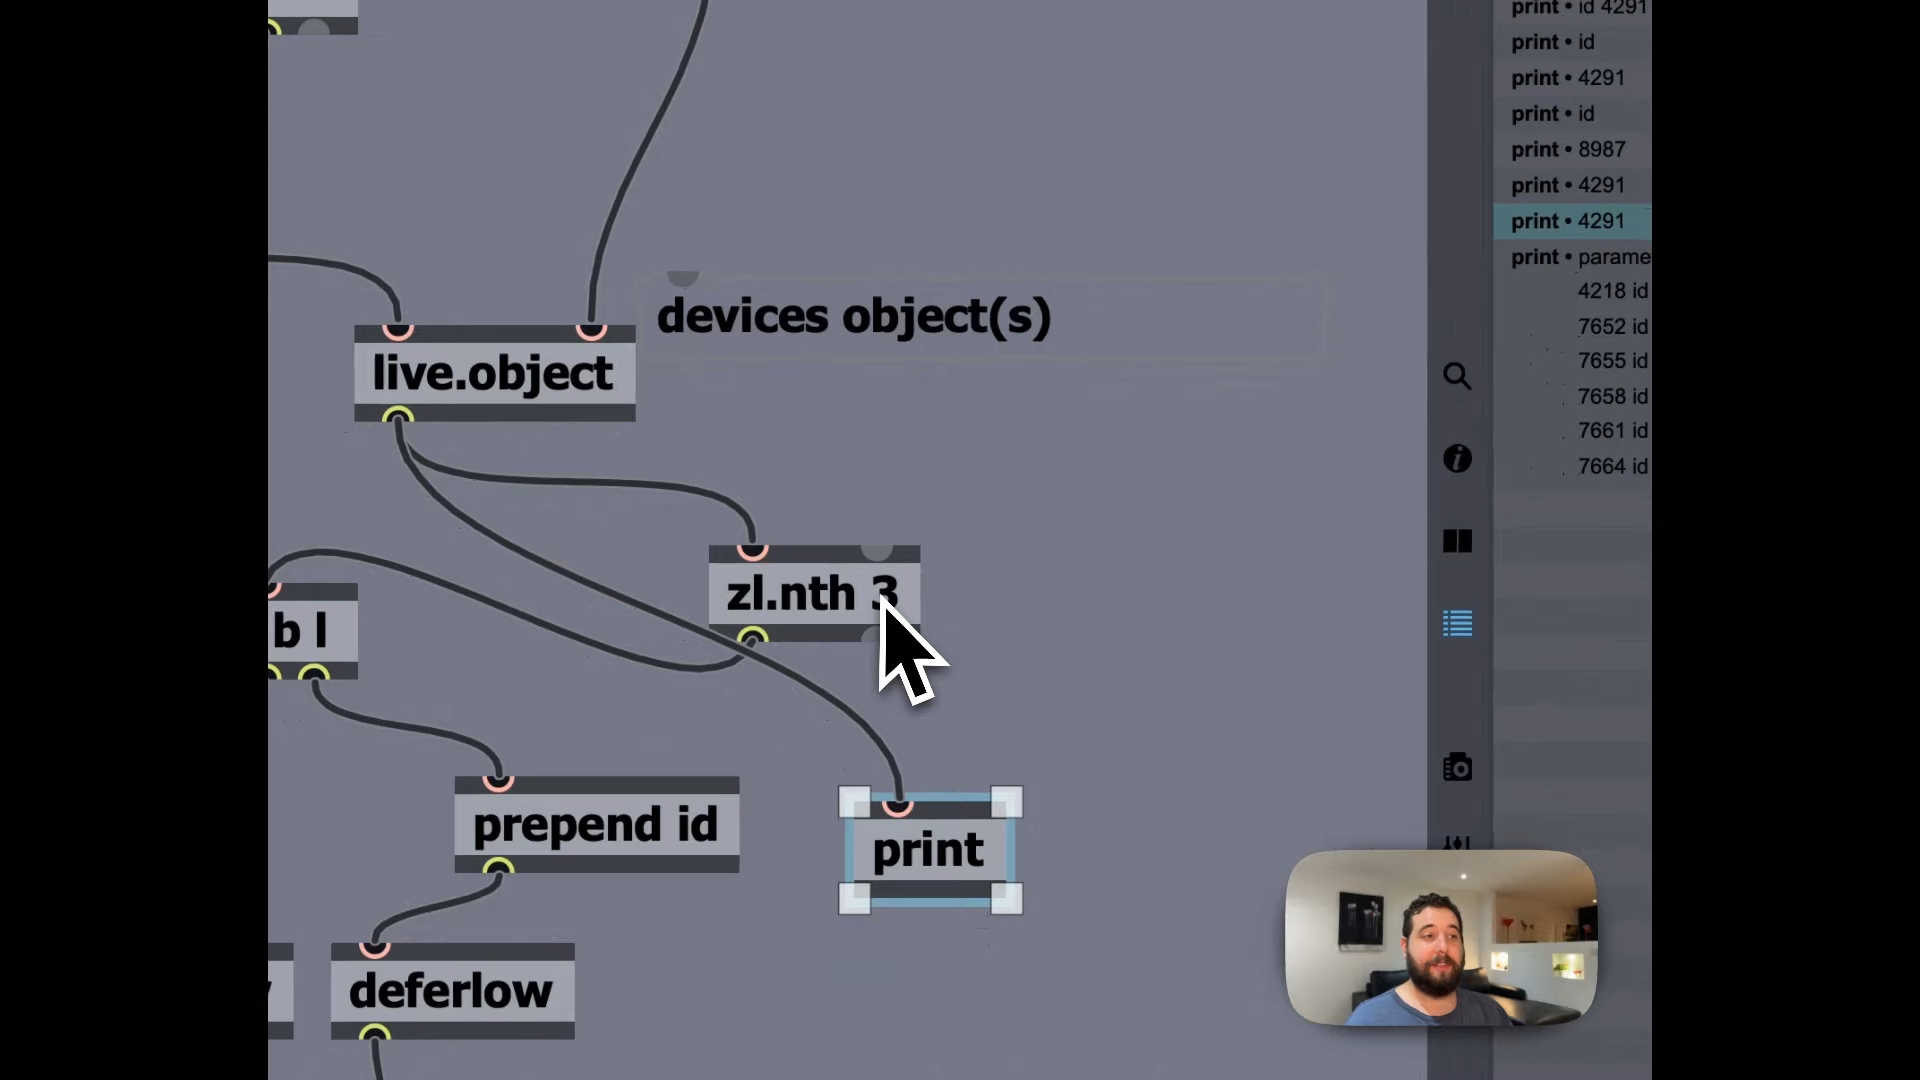 devices object(s)
live.object
zl.nth 3
b l
prepend id
print
deferlow
print • id 4291
print • id
print • 4291
print • id
print • 8987
print • 4291
print • 4291
print • parame
4218 id
7652 id
7655 id
7658 id
7661 id
7664 id